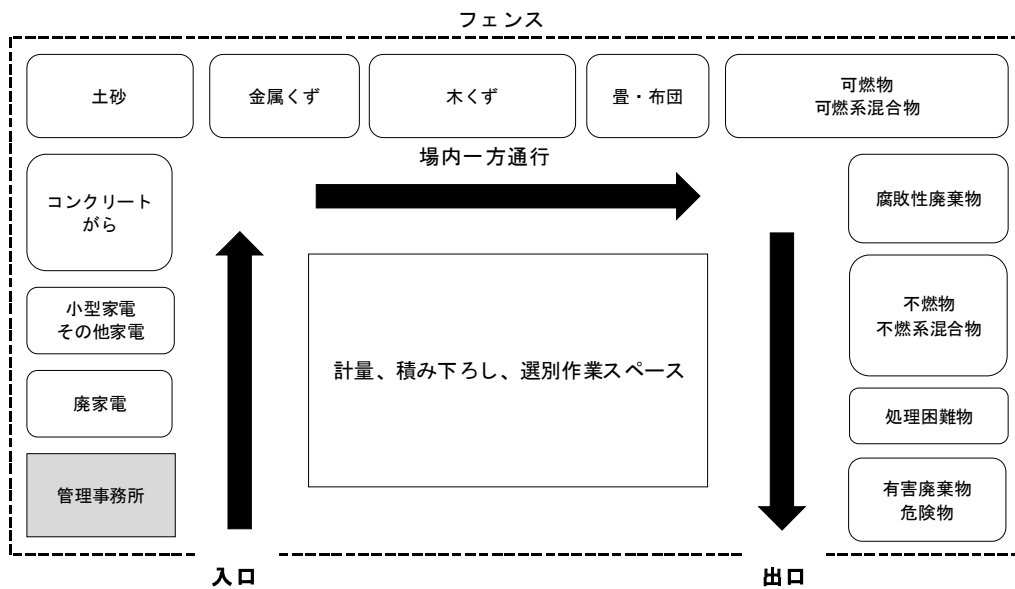 フェンス
土砂
金属くず
木くず
畳・布団
可燃物
可燃系混合物
場内一方通行
コンクリート
がら
腐敗性廃棄物
小型家電
その他家電
不燃物
不燃系混合物
計量、積み下ろし、選別作業スペース
廃家電
処理困難物
管理事務所
有害廃棄物
危険物
入口
出口